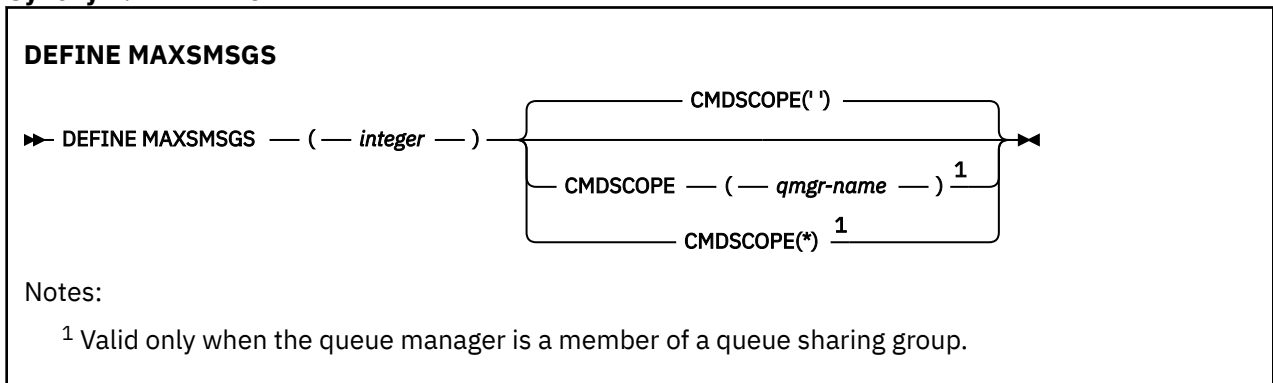 DEFINE MAXSMSGS
CMDSCOPE(' ')
DEFINE MAXSMSGS ( integer )
CMDSCOPE ( qmgr-name ) 1
CMDSCOPE(*) 1
Notes:
1 Valid only when the queue manager is a member of a queue sharing group.